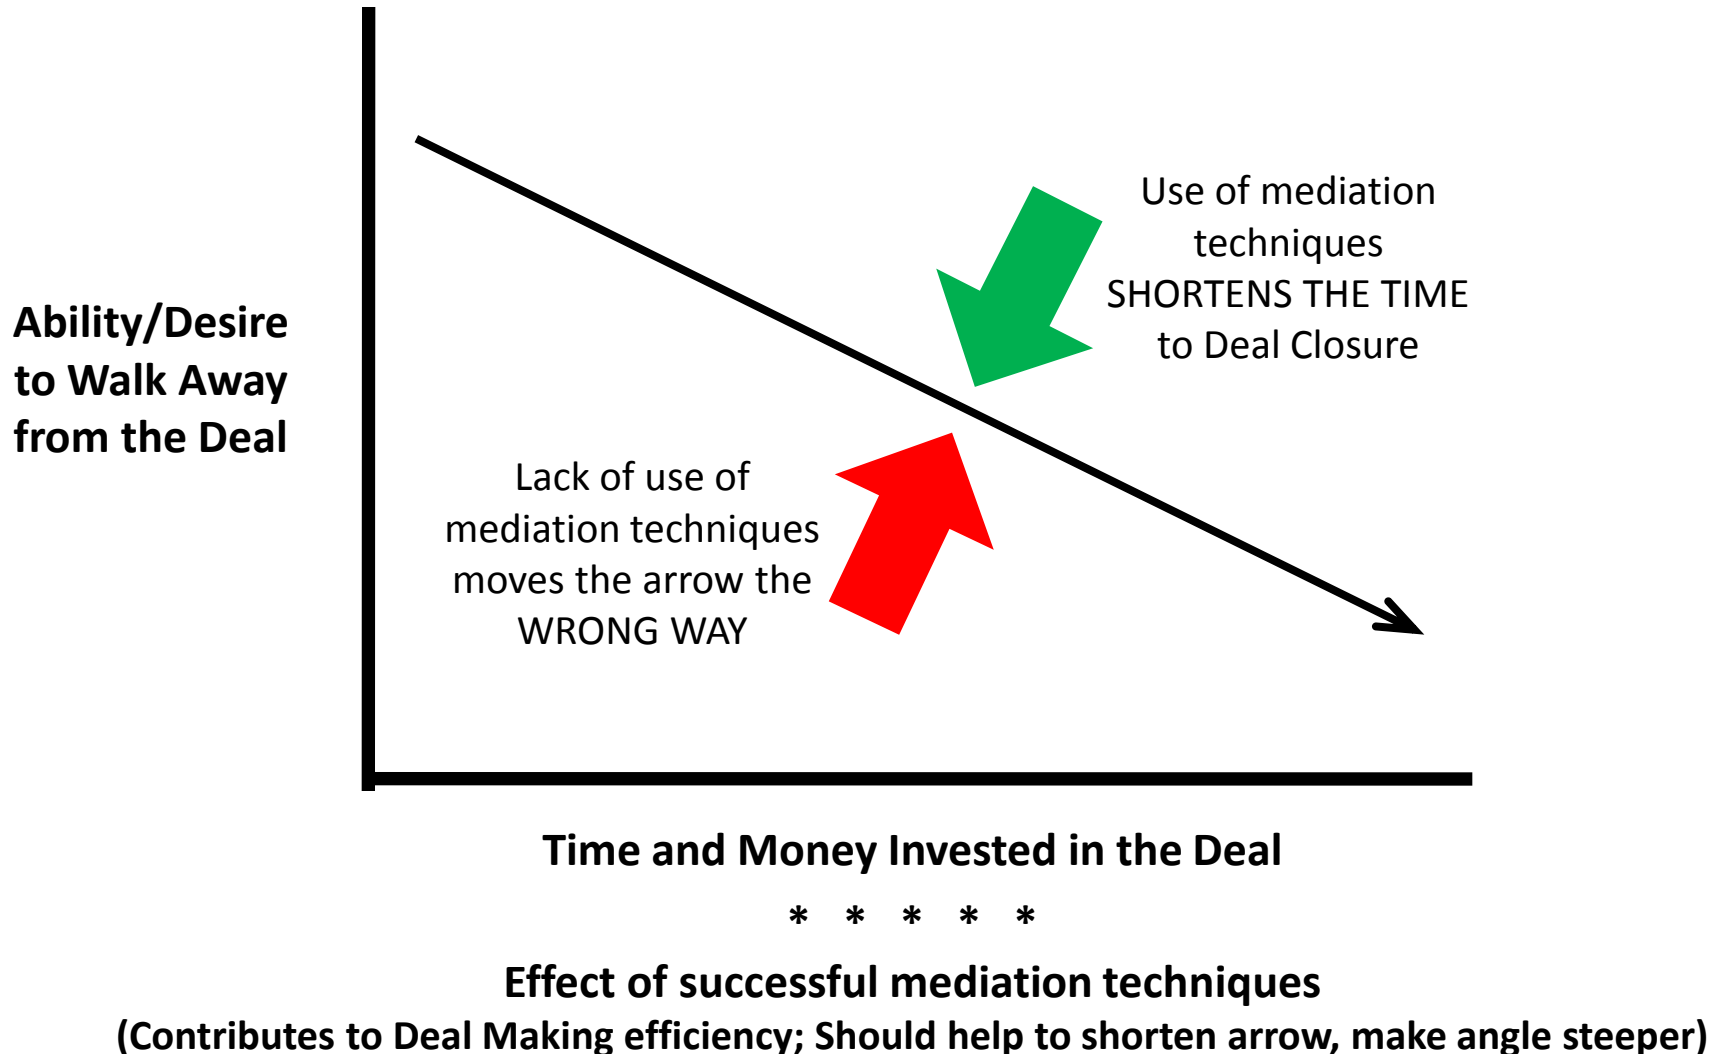 Use of mediation
techniques
SHORTENS THE TIME
to Deal Closure
Ability/Desire
to Walk Away
from the Deal
Lack of use of
mediation techniques
moves the arrow the
WRONG WAY
Time and Money Invested in the Deal
* * * * *
Effect of successful mediation techniques
(Contributes to Deal Making efficiency; Should help to shorten arrow, make angle steeper)